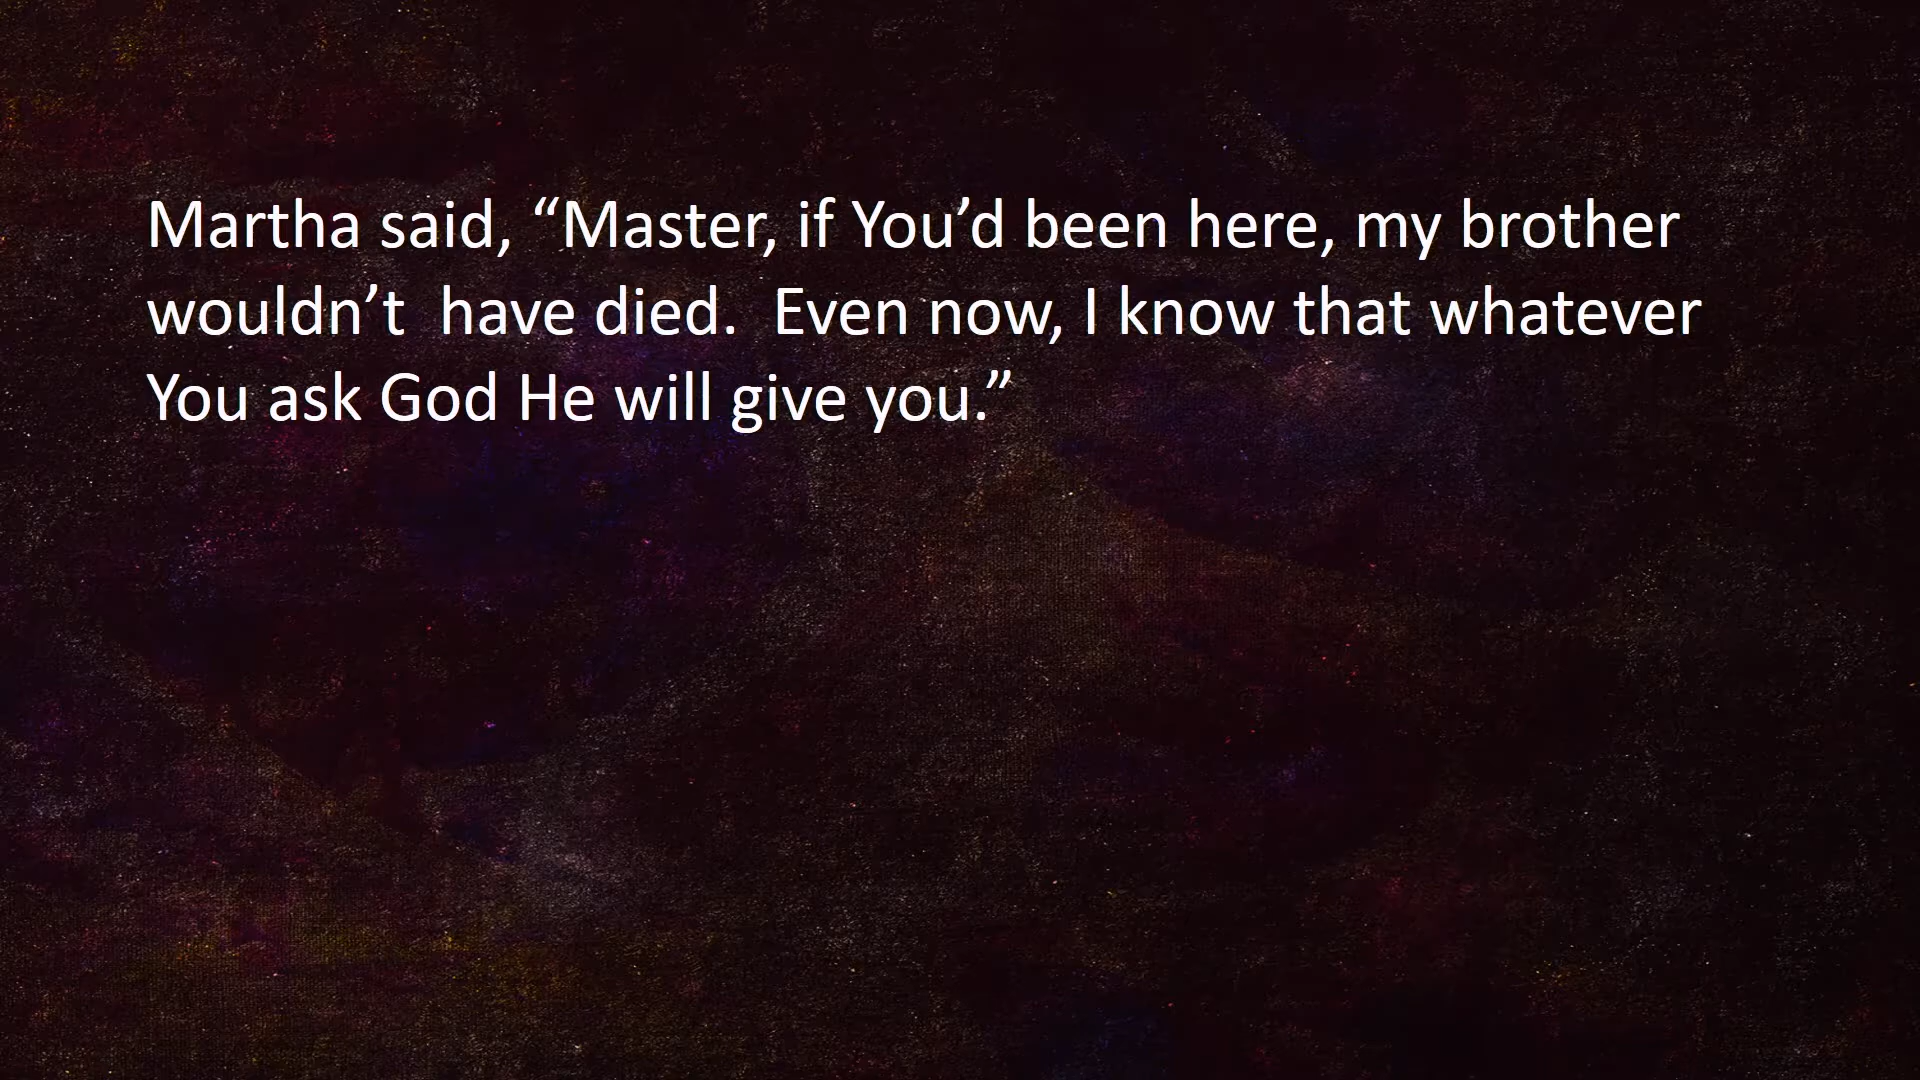 Martha said, “Master, if You’d been here, my brother
wouldn’t  have died.  Even now, I know that whatever
You ask God He will give you.”